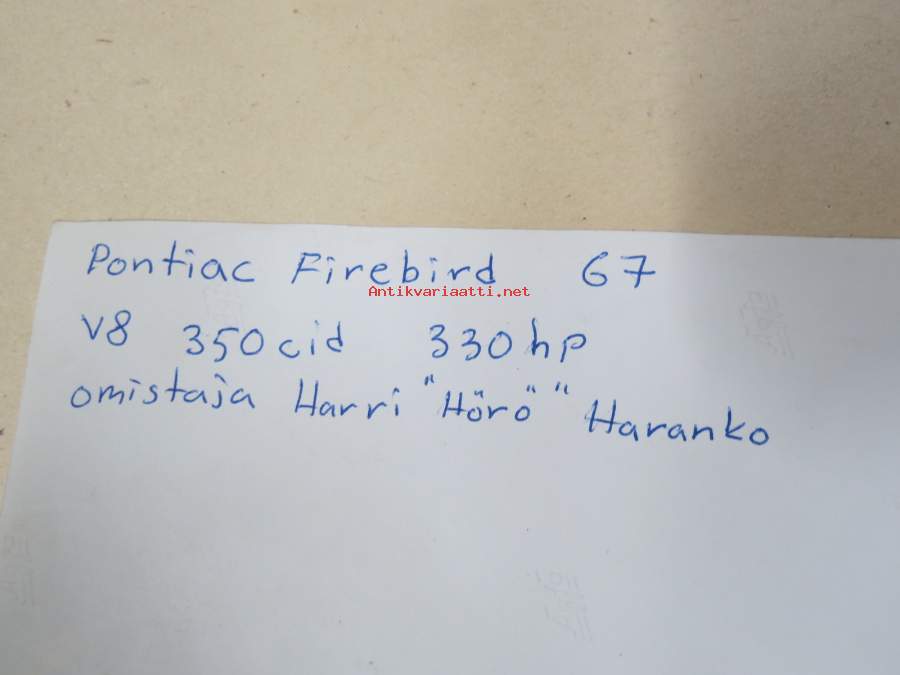 Pontiac Firebird 67
Antikvariaatti.net
V8 350 cid 330 hp
omistaja Harri "Hörö" Haranko